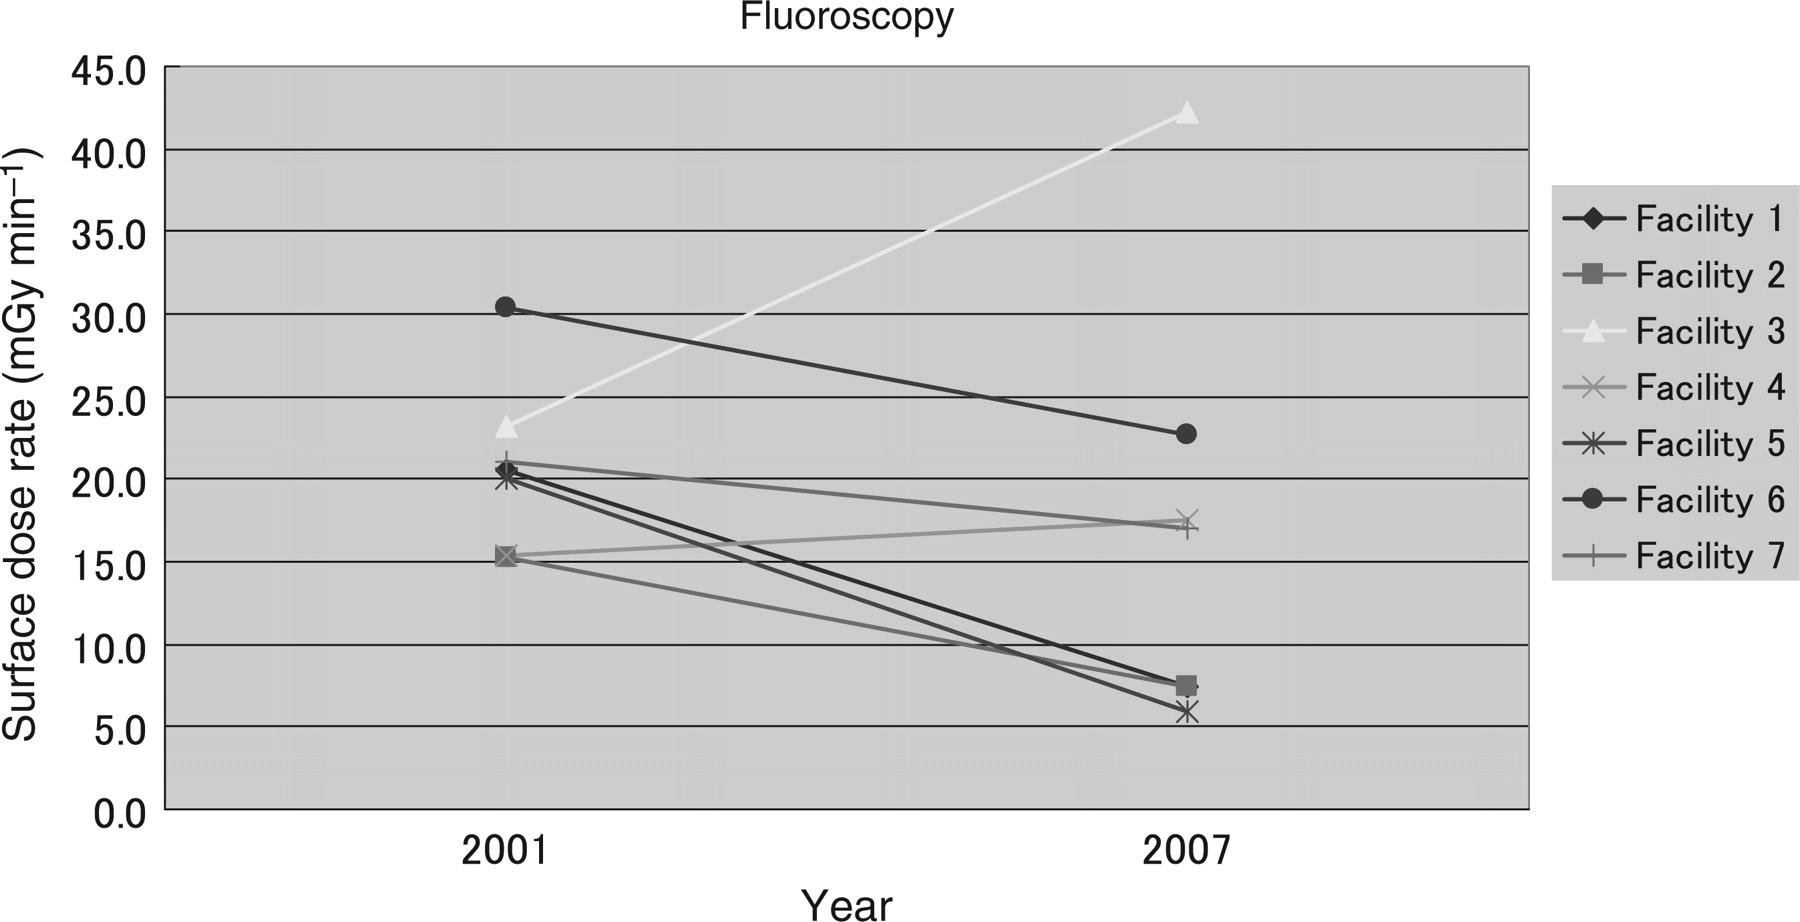 Fluoroscopy
45.0
40.0
35.0
30.0
25.0
20.0
15.0
10.0
5.0
0.0
Surface dose rate (mGy min⁻¹)
2001
2007
Year
Facility 1
Facility 2
Facility 3
Facility 4
Facility 5
Facility 6
Facility 7